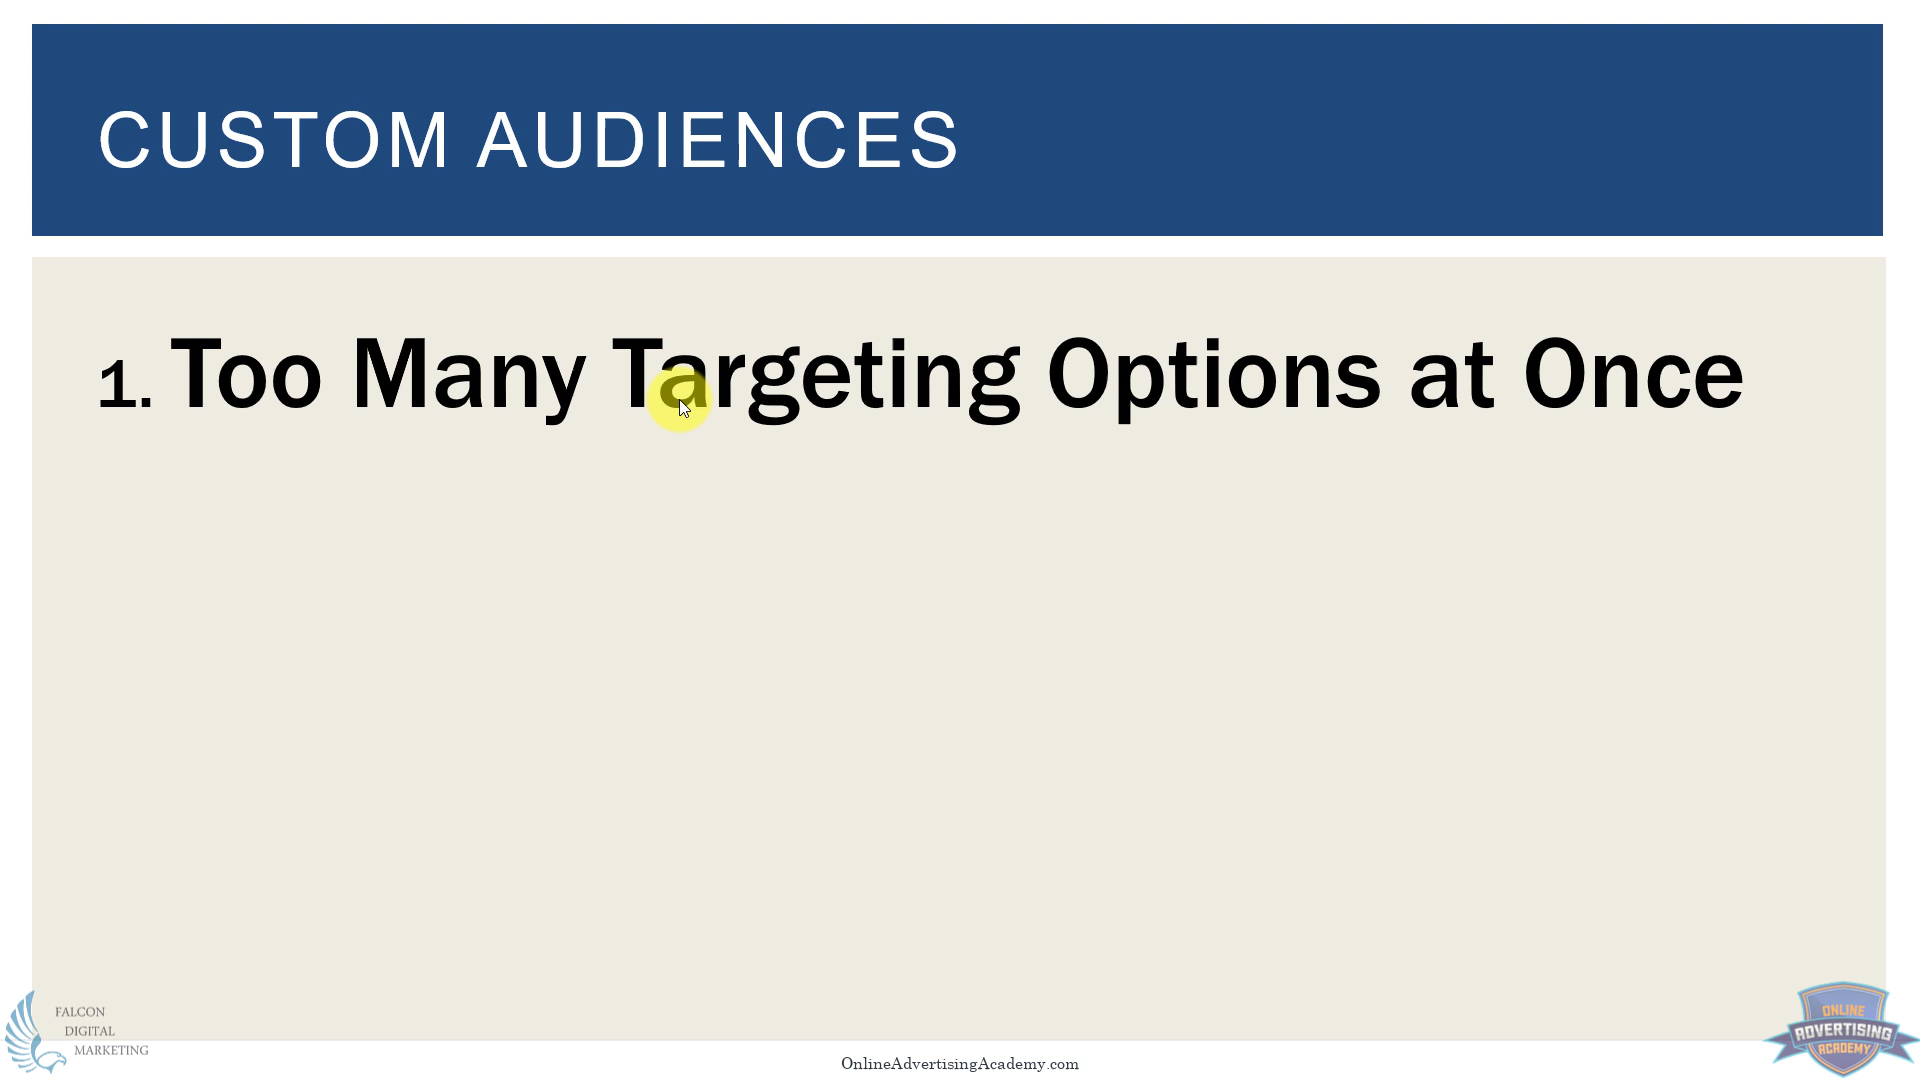 CUSTOM AUDIENCES
1. Too Many Targeting Options at Once
FALCON
DIGITAL
MARKETING
OnlineAdvertisingAcademy.com
ONLINE
ADVERTISING
ACADEMY